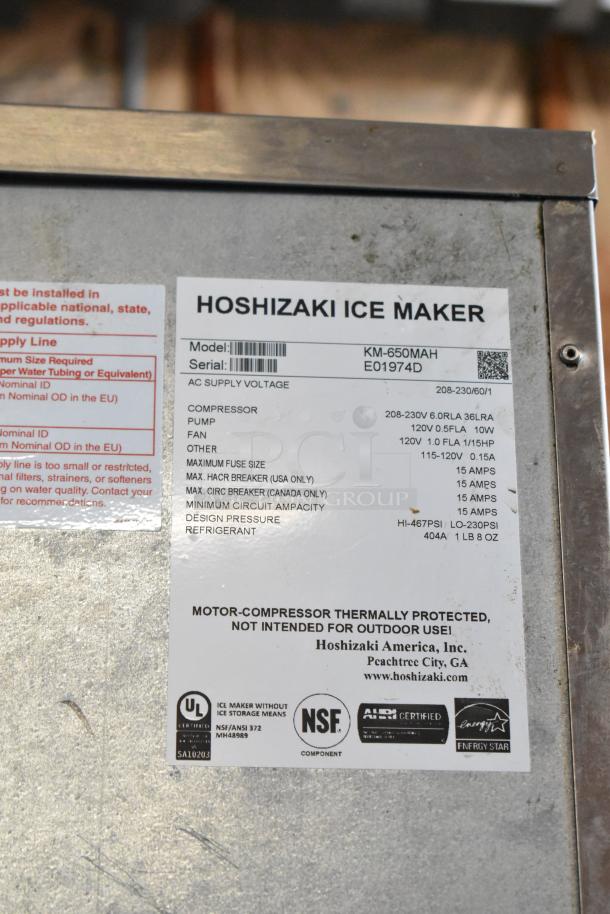 st be installed in
pplicable national, state,
nd regulations.
pply Line
mum Size Required
per Water Tubing or Equivalent)
Nominal ID
m Nominal OD in the EU)
Nominal ID
m Nominal OD in the EU)
ly line is too small or restricted,
nal filters, strainers, or softeners
g on water quality. Contact your
for recommendations.
HOSHIZAKI ICE MAKER
Model: KM-650MAH
Serial: E01974D
AC SUPPLY VOLTAGE 208-230/60/1
COMPRESSOR 208-230V 6.0RLA 36LRA
PUMP 120V 0.5FLA 10W
FAN 120V 1.0 FLA 1/15HP
OTHER 115-120V 0.15A
MAXIMUM FUSE SIZE 15 AMPS
MAX. HACR BREAKER (USA ONLY) 15 AMPS
MAX. CIRC BREAKER (CANADA ONLY) 15 AMPS
MINIMUM CIRCUIT AMPACITY 15 AMPS
DESIGN PRESSURE HI-467PSI LO-230PSI
REFRIGERANT 404A 1 LB 8 OZ
PCI
GROUP
MOTOR-COMPRESSOR THERMALLY PROTECTED,
NOT INTENDED FOR OUTDOOR USE!
Hoshizaki America, Inc.
Peachtree City, GA
www.hoshizaki.com
UL
CERTIFIED
SA10203
ICE MAKER WITHOUT
ICE STORAGE MEANS
NSF/ANSI 372
MH48989
NSF
COMPONENT
AHRI CERTIFIED
energy
ENERGY STAR